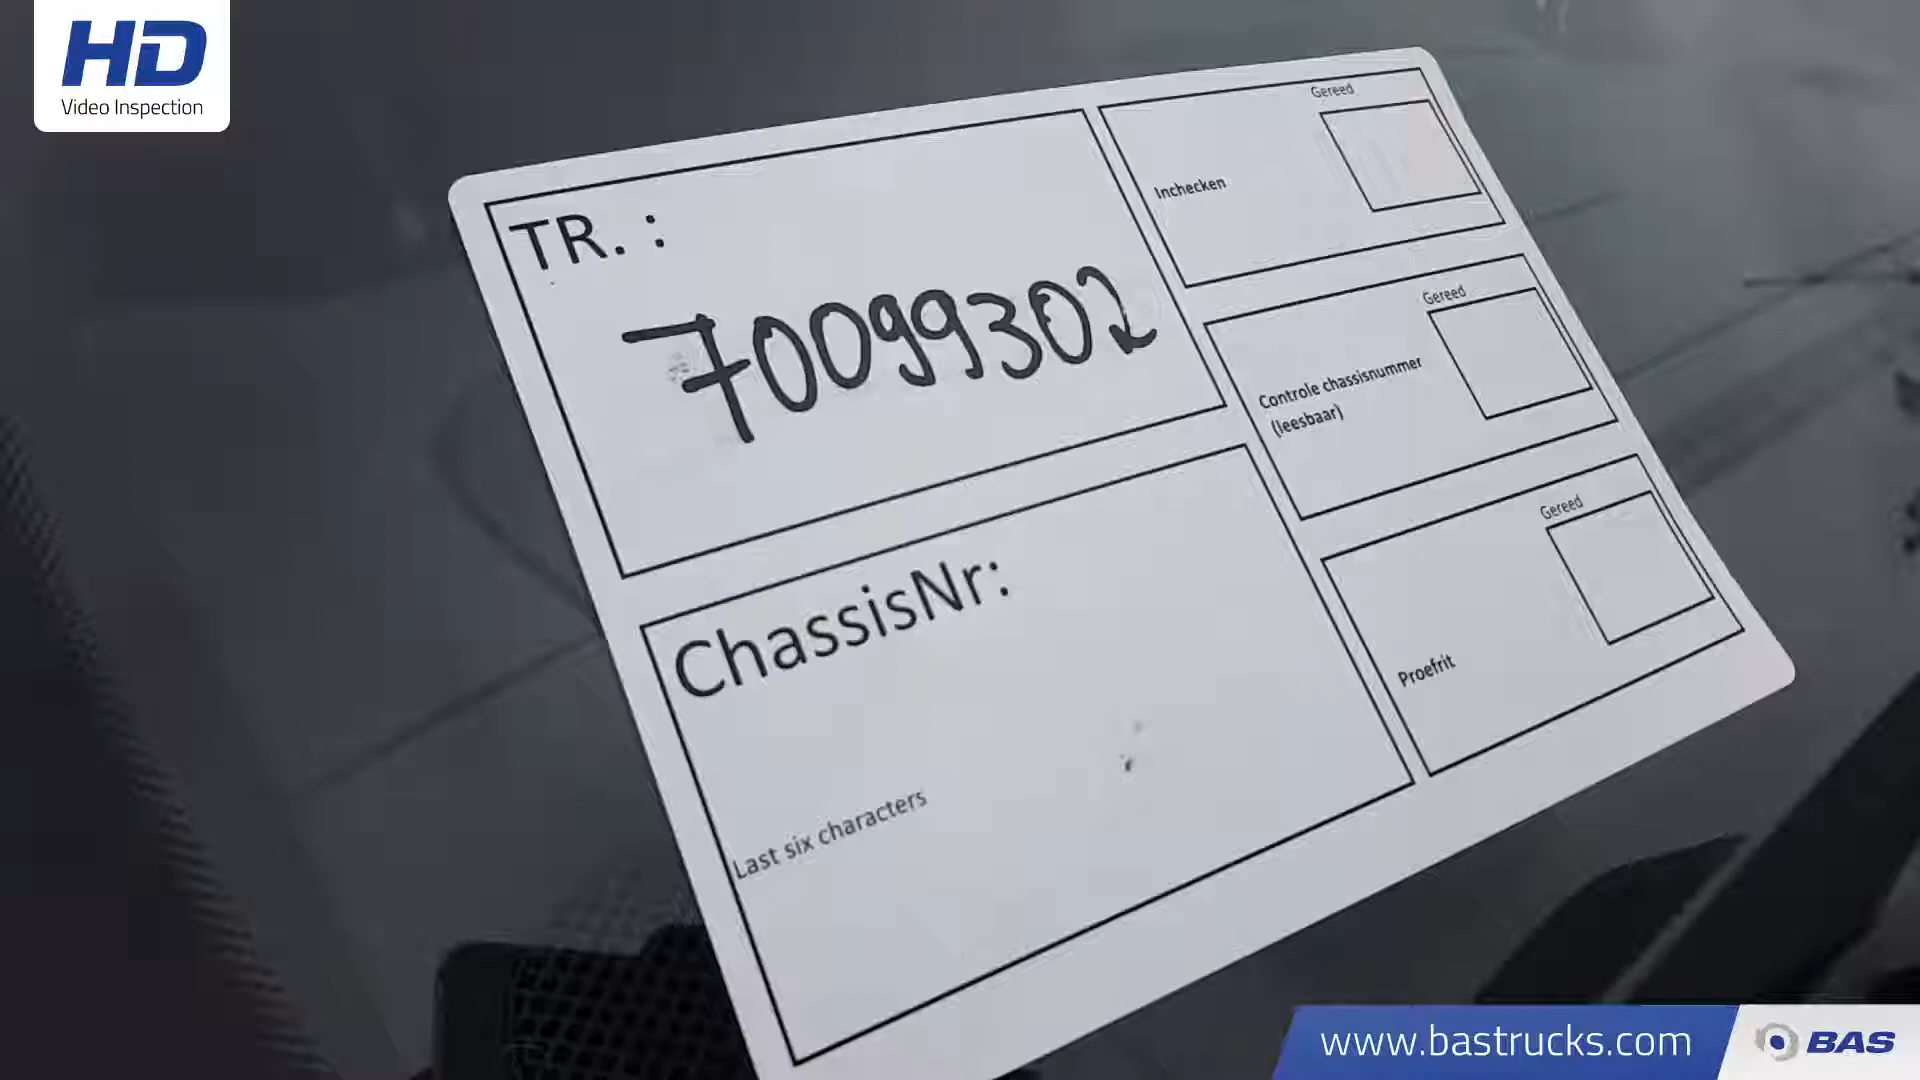 HD
Video Inspection
TR. :
70099302
ChassisNr:
Last six characters
Gereed
Inchecken
Gereed
Controle chassisnummer
(leesbaar)
Gereed
Proefrit
www.bastrucks.com
BAS